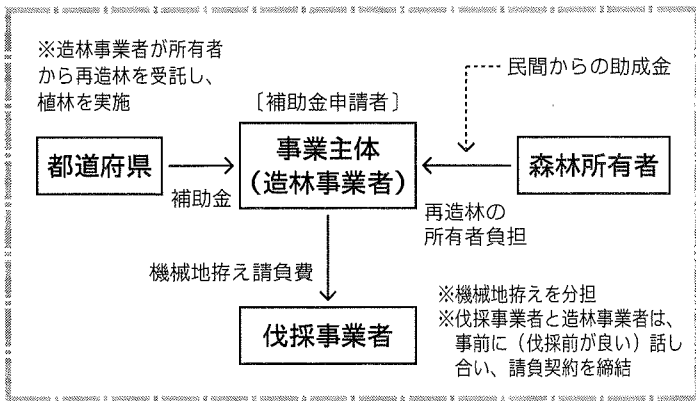 ※造林事業者が所有者
から再造林を受託し、
植林を実施
民間からの助成金
〔補助金申請者〕
都道府県
補助金
事業主体
(造林事業者)
森林所有者
再造林の
所有者負担
機械地拵え請負費
伐採事業者
※機械地拵えを分担
※伐採事業者と造林事業者は、
事前に(伐採前が良い)話し
合い、請負契約を締結